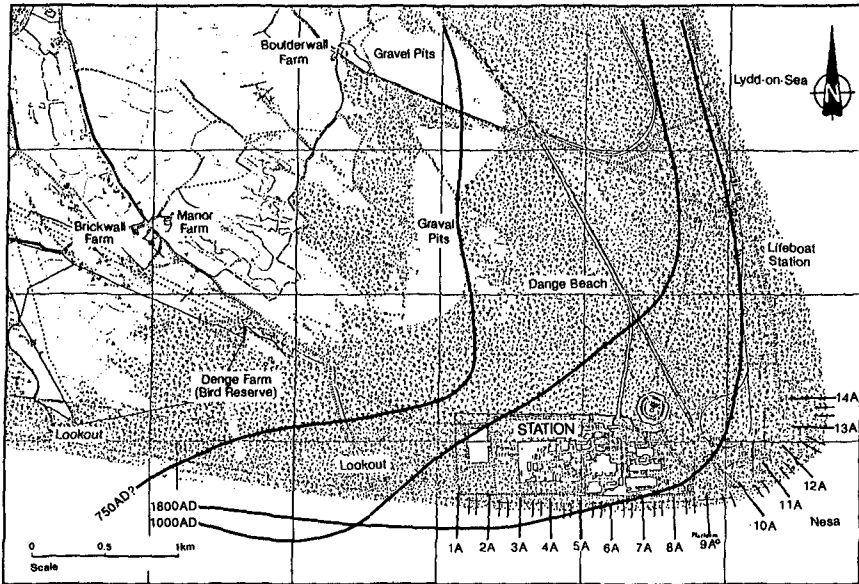 Boulderwall
Farm
Gravel Pits
Lydd-on-Sea
N
Brickwall
Farm
Manor
Farm
Graval
Pits
Lifeboat
Station
Dange Beach
Denge Farm
(Bird Reserve)
Lookout
STATION
Lookout
14A
13A
12A
11A
10A
Nesa
750AD?
1800AD
1000AD
1A
2A
3A
4A
5A
6A
7A
8A
9A
0
0.5
1km
Scale